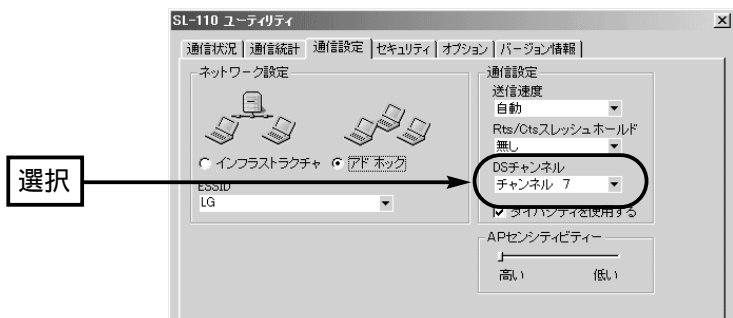 SL-110 ユーティリティ
通信状況 通信統計 通信設定 セキュリティ オプション バージョン情報
ネットワーク設定
インフラストラクチャ アド ホック
ESSID
LG
通信設定
送信速度
自動
Rts/Ctsスレッショホールド
無し
DSチャンネル
チャンネル 7
ダイバシティを使用する
APセンシティビティー
高い 低い
選択